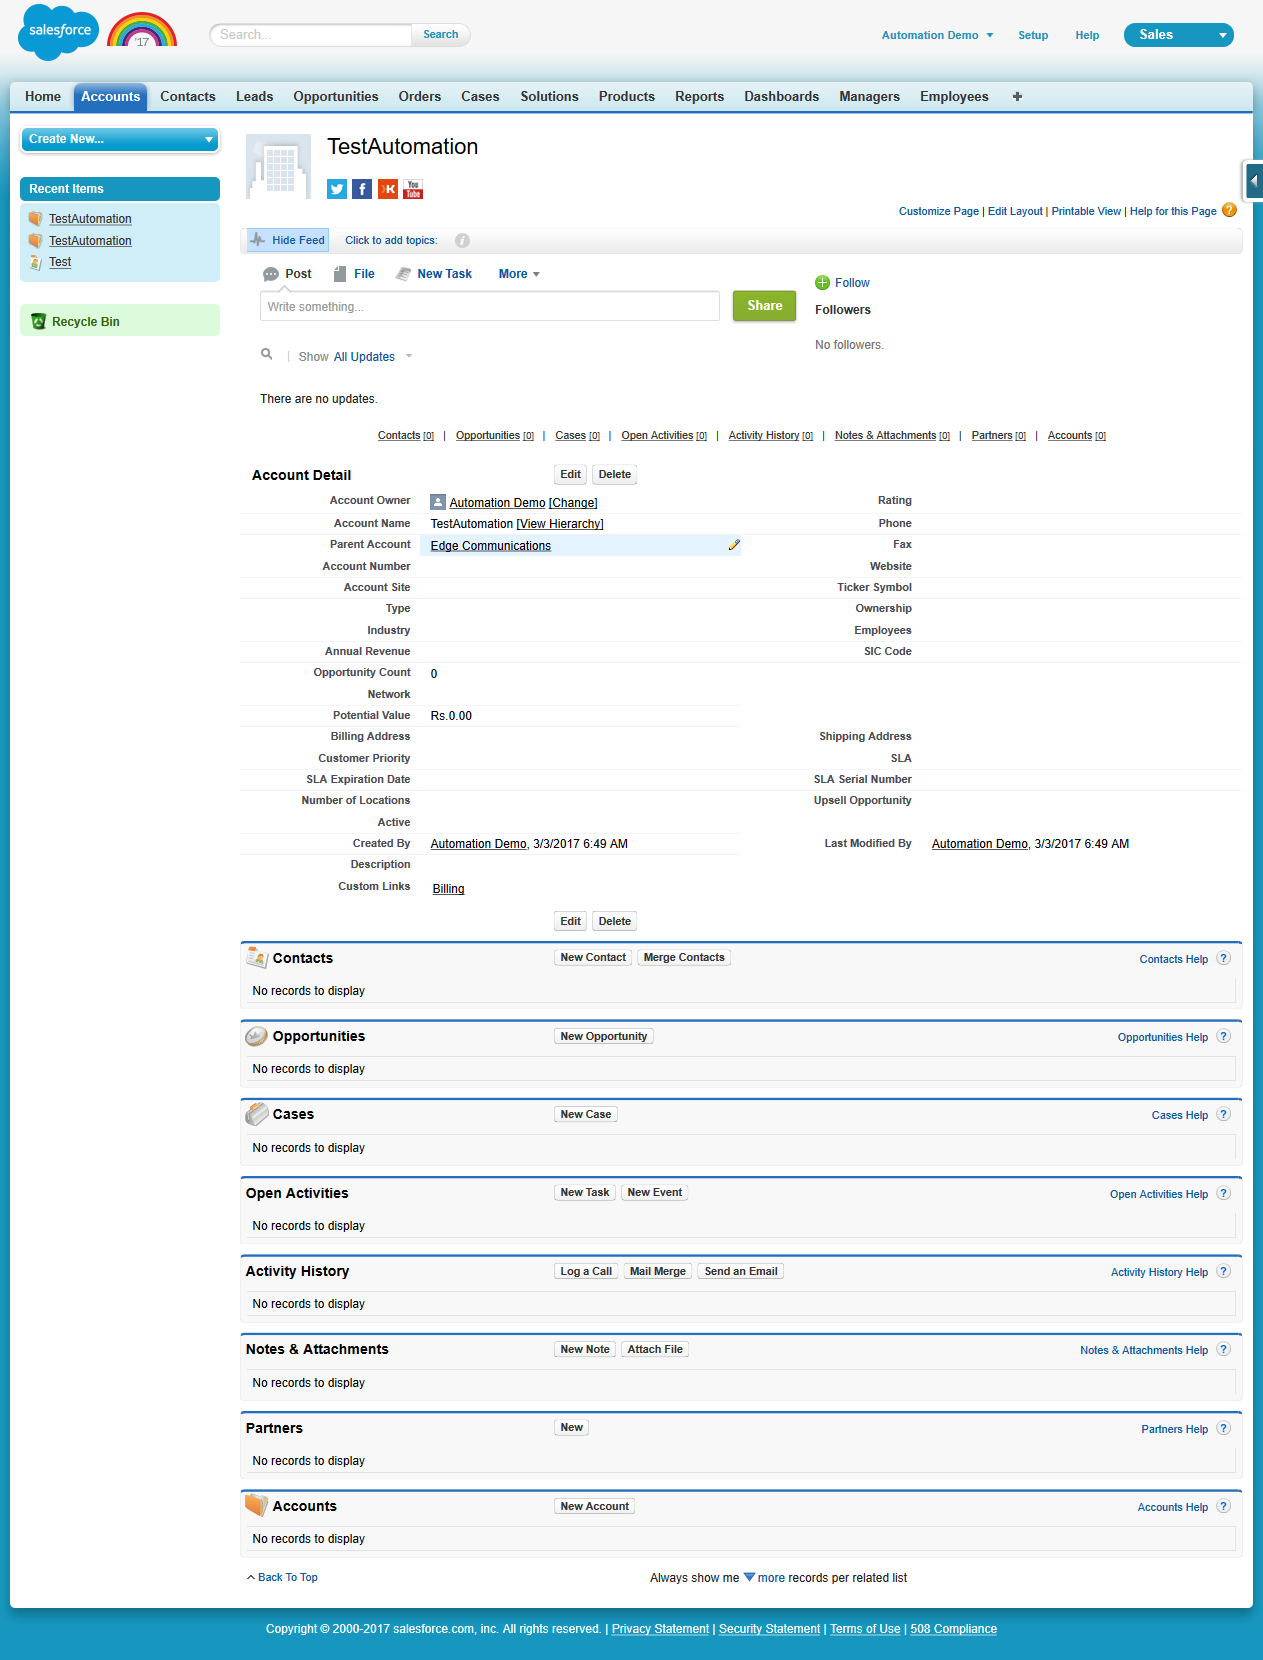 salesforce
'17
Search...
Search
Automation Demo
Setup
Help
Sales
Home Accounts Contacts Leads Opportunities Orders Cases Solutions Products Reports Dashboards Managers Employees +
Create New...
Recent Items
TestAutomation
TestAutomation
Test
Recycle Bin
TestAutomation
You Tube
Customize Page | Edit Layout | Printable View | Help for this Page ?
Hide Feed
Click to add topics:
Post File New Task More
Write something...
Share
Follow
Followers
No followers.
Show All Updates
There are no updates.
Contacts [0] | Opportunities [0] | Cases [0] | Open Activities [0] | Activity History [0] | Notes & Attachments [0] | Partners [0] | Accounts [0]
Account Detail Edit Delete
Account Owner Automation Demo [Change] Rating
Account Name TestAutomation [View Hierarchy] Phone
Parent Account Edge Communications Fax
Account Number Website
Account Site Ticker Symbol
Type Ownership
Industry Employees
Annual Revenue SIC Code
Opportunity Count 0
Network
Potential Value Rs.0.00
Billing Address Shipping Address
Customer Priority SLA
SLA Expiration Date SLA Serial Number
Number of Locations Upsell Opportunity
Active
Created By Automation Demo, 3/3/2017 6:49 AM Last Modified By Automation Demo, 3/3/2017 6:49 AM
Description
Custom Links Billing
Edit Delete
Contacts New Contact Merge Contacts Contacts Help ?
No records to display
Opportunities New Opportunity Opportunities Help ?
No records to display
Cases New Case Cases Help ?
No records to display
Open Activities New Task New Event Open Activities Help ?
No records to display
Activity History Log a Call Mail Merge Send an Email Activity History Help ?
No records to display
Notes & Attachments New Note Attach File Notes & Attachments Help ?
No records to display
Partners New Partners Help ?
No records to display
Accounts New Account Accounts Help ?
No records to display
Back To Top Always show me more records per related list
Copyright © 2000-2017 salesforce.com, inc. All rights reserved. | Privacy Statement | Security Statement | Terms of Use | 508 Compliance